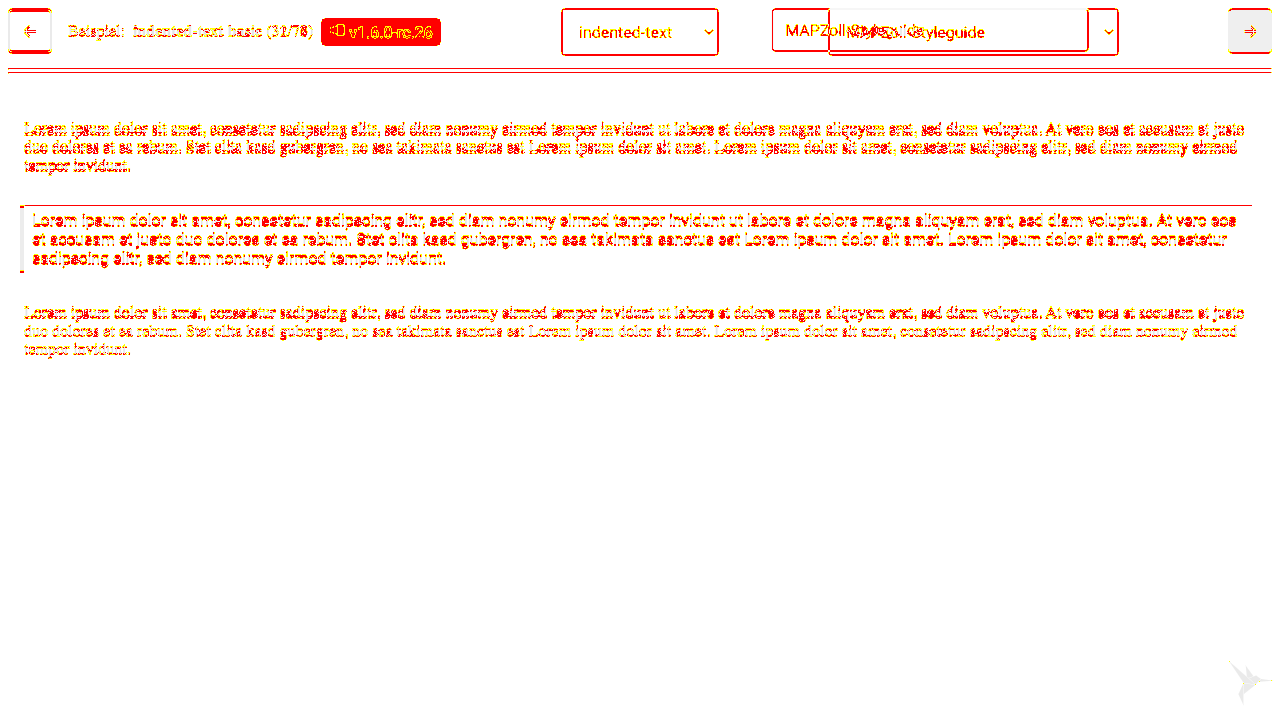 Beispiel: indented-text basic
v1.6.0-rc.26
indented-text
MAPZoll-Styleguide
Lorem ipsum dolor sit amet, consetetur sadipscing elitr, sed diam nonumy eirmod tempor invidunt ut labore et dolore magna aliquyam erat, sed diam voluptua. At vero eos et accusam et justo
duo dolores et ea rebum. Stet clita kasd gubergren, no sea takimata sanctus est Lorem ipsum dolor sit amet. Lorem ipsum dolor sit amet, consetetur sadipscing elitr, sed diam nonumy eirmod
tempor invidunt.
Lorem ipsum dolor sit amet, consetetur sadipscing elitr, sed diam nonumy eirmod tempor invidunt ut labore et dolore magna aliquyam erat, sed diam voluptua. At vero eos
et accusam et justo duo dolores et ea rebum. Stet clita kasd gubergren, no sea takimata sanctus est Lorem ipsum dolor sit amet. Lorem ipsum dolor sit amet, consetetur
sadipscing elitr, sed diam nonumy eirmod tempor invidunt.
Lorem ipsum dolor sit amet, consetetur sadipscing elitr, sed diam nonumy eirmod tempor invidunt ut labore et dolore magna aliquyam erat, sed diam voluptua. At vero eos et accusam et justo
duo dolores et ea rebum. Stet clita kasd gubergren, no sea takimata sanctus est Lorem ipsum dolor sit amet. Lorem ipsum dolor sit amet, consetetur sadipscing elitr, sed diam nonumy eirmod
tempor invidunt.